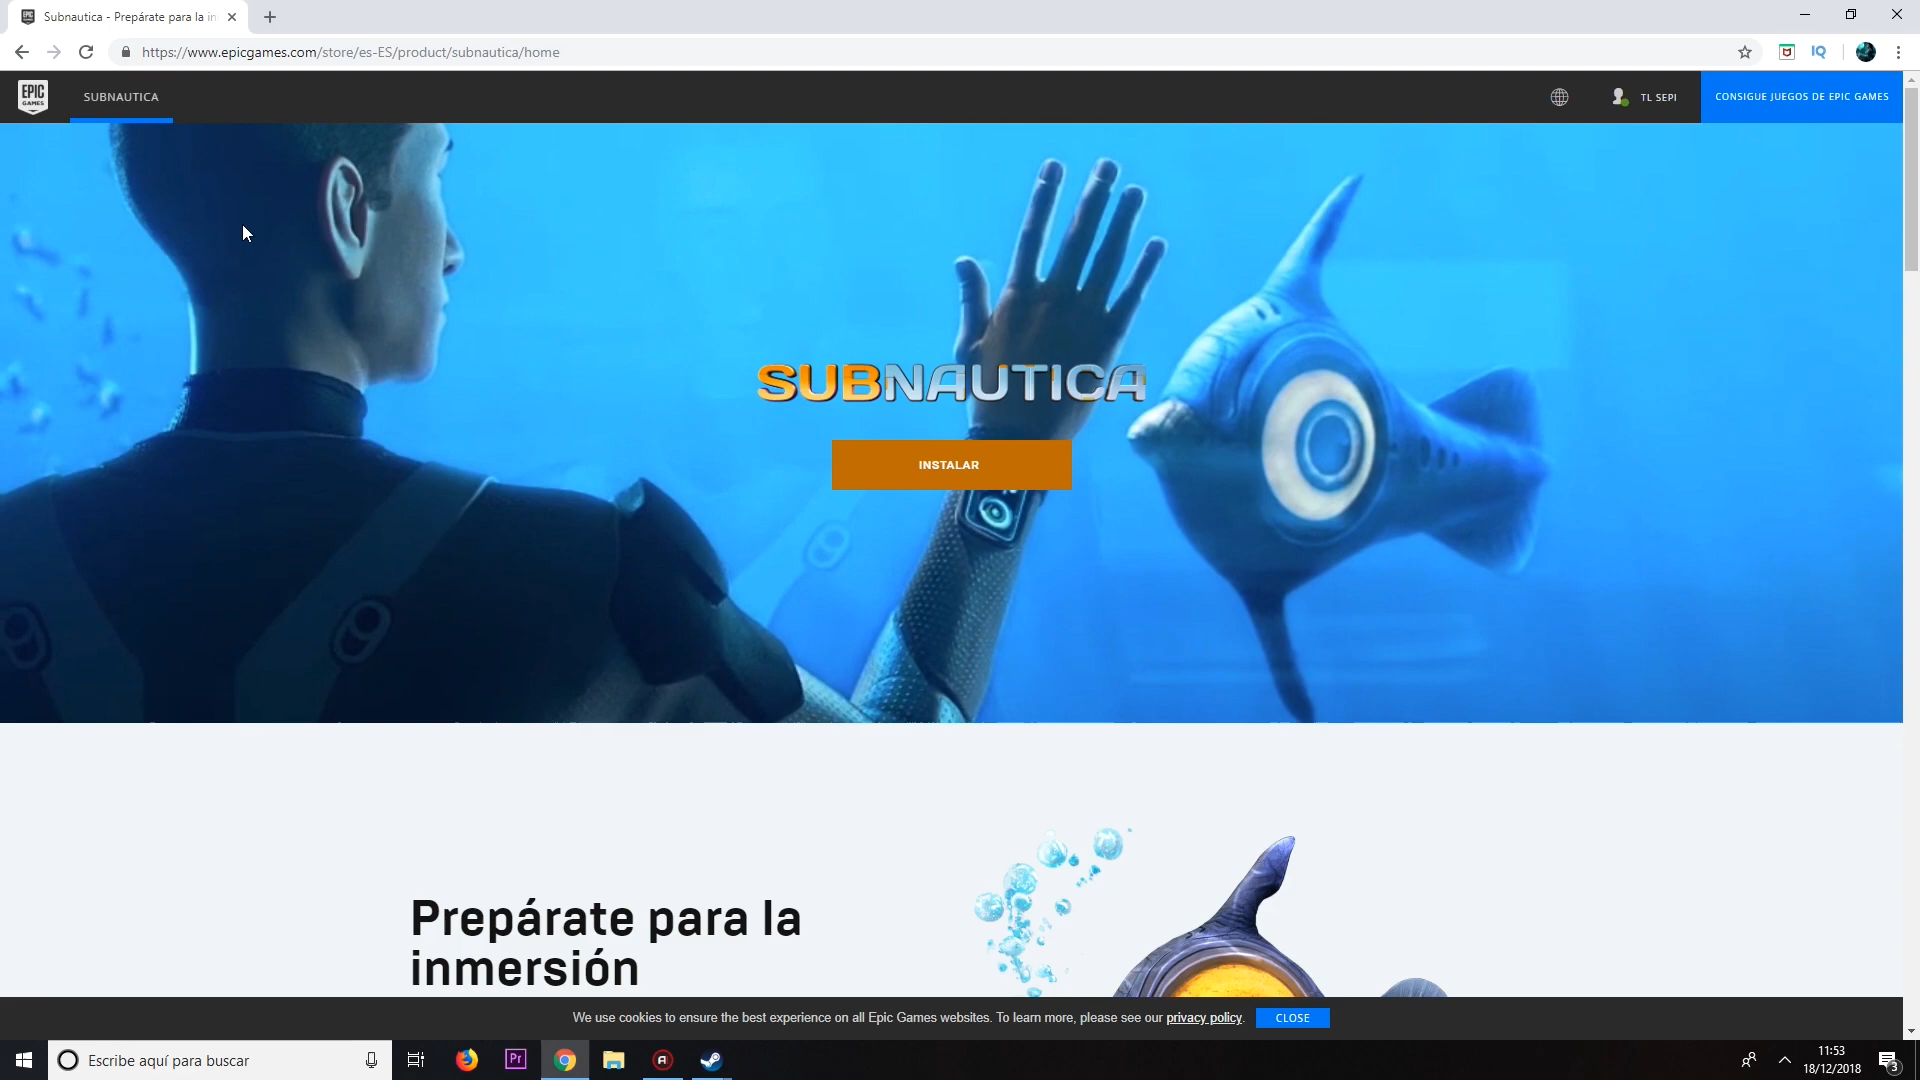 Subnautica - Prepárate para la in
https://www.epicgames.com/store/es-ES/product/subnautica/home
IQ
EPIC
GAMES
SUBNAUTICA
TL SEPI
CONSIGUE JUEGOS DE EPIC GAMES
SUBNAUTICA
INSTALAR
Prepárate para la
inmersión
We use cookies to ensure the best experience on all Epic Games websites. To learn more, please see our privacy policy.
CLOSE
Escribe aquí para buscar
Pr
11:53
18/12/2018
3